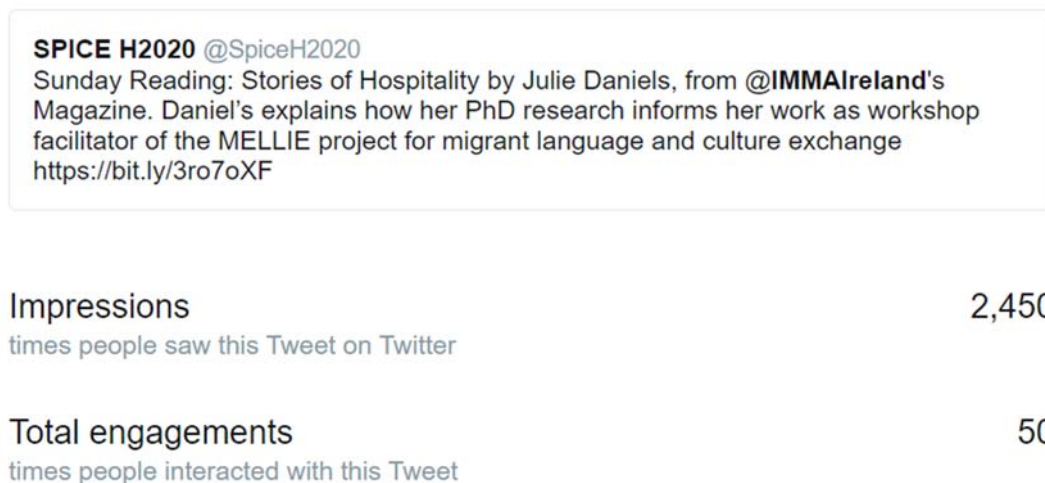 SPICE H2020 @SpiceH2020
Sunday Reading: Stories of Hospitality by Julie Daniels, from @IMMAIreland's
Magazine. Daniel’s explains how her PhD research informs her work as workshop
facilitator of the MELLIE project for migrant language and culture exchange
https://bit.ly/3ro7oXF
Impressions 2,450
times people saw this Tweet on Twitter
Total engagements 50
times people interacted with this Tweet